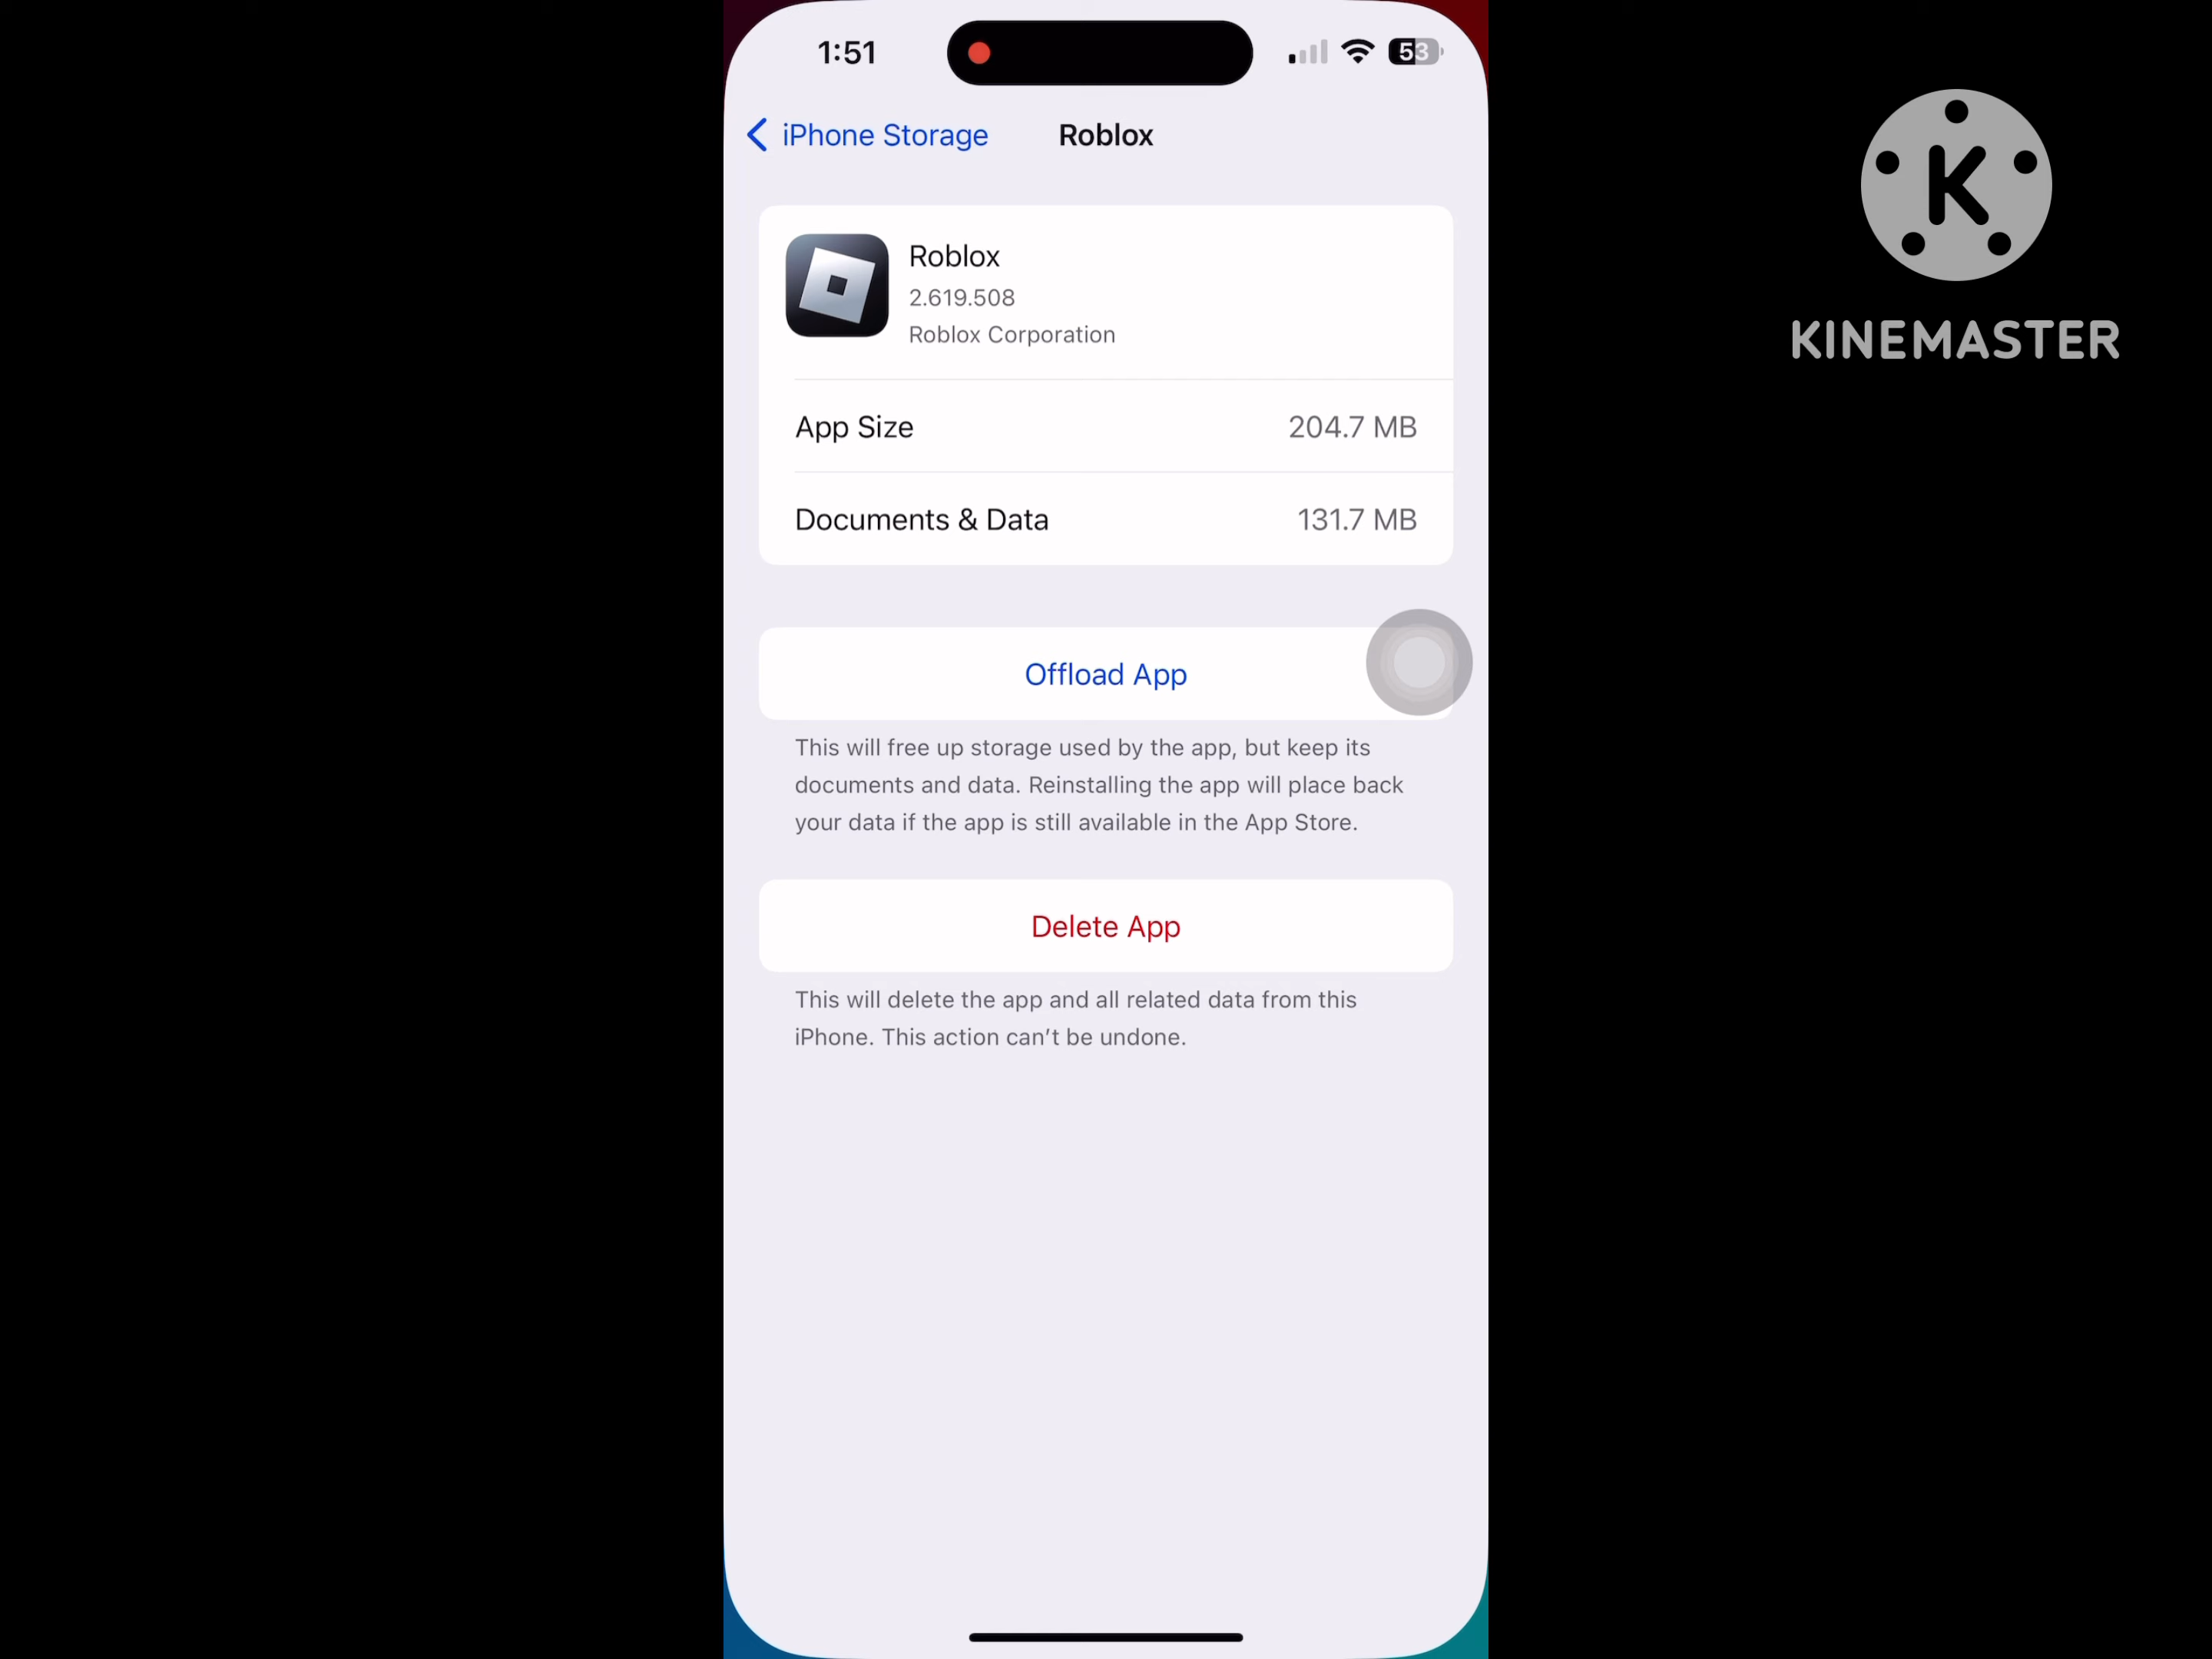 1:51
53
iPhone Storage
Roblox
K
KINEMASTER
Roblox
2.619.508
Roblox Corporation
App Size
204.7 MB
Documents & Data
131.7 MB
Offload App
This will free up storage used by the app, but keep its
documents and data. Reinstalling the app will place back
your data if the app is still available in the App Store.
Delete App
This will delete the app and all related data from this
iPhone. This action can’t be undone.